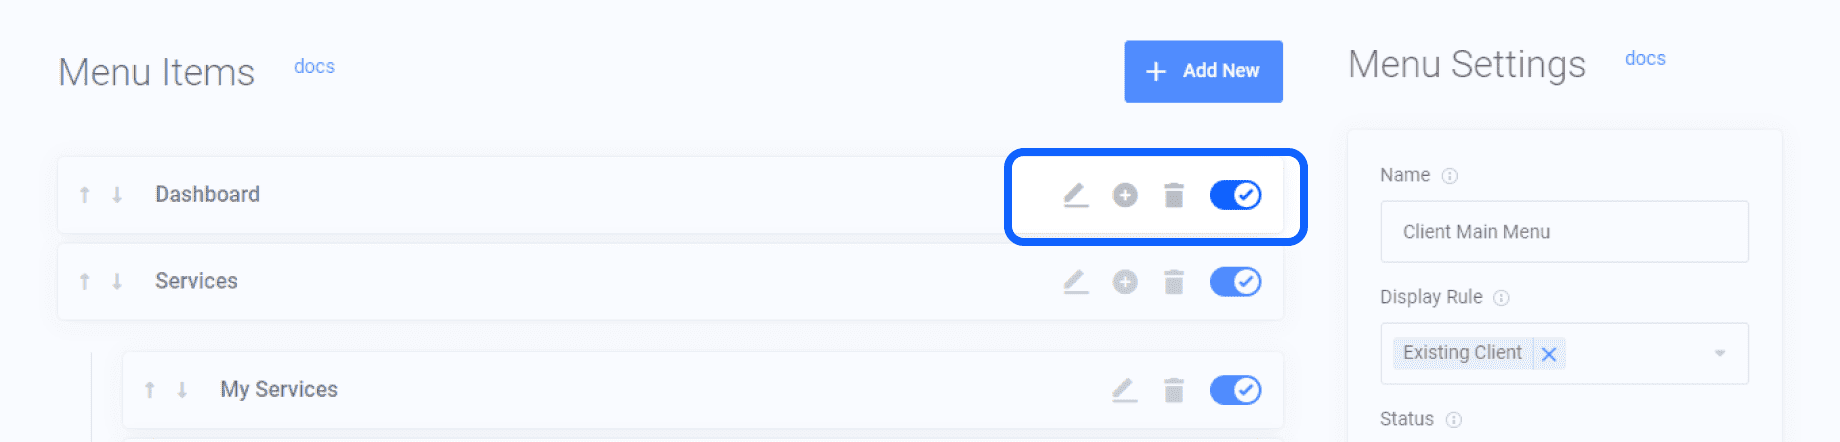 Menu Items docs
Add New
Dashboard
Services
My Services
Menu Settings docs
Name
Client Main Menu
Display Rule
Existing Client
Status